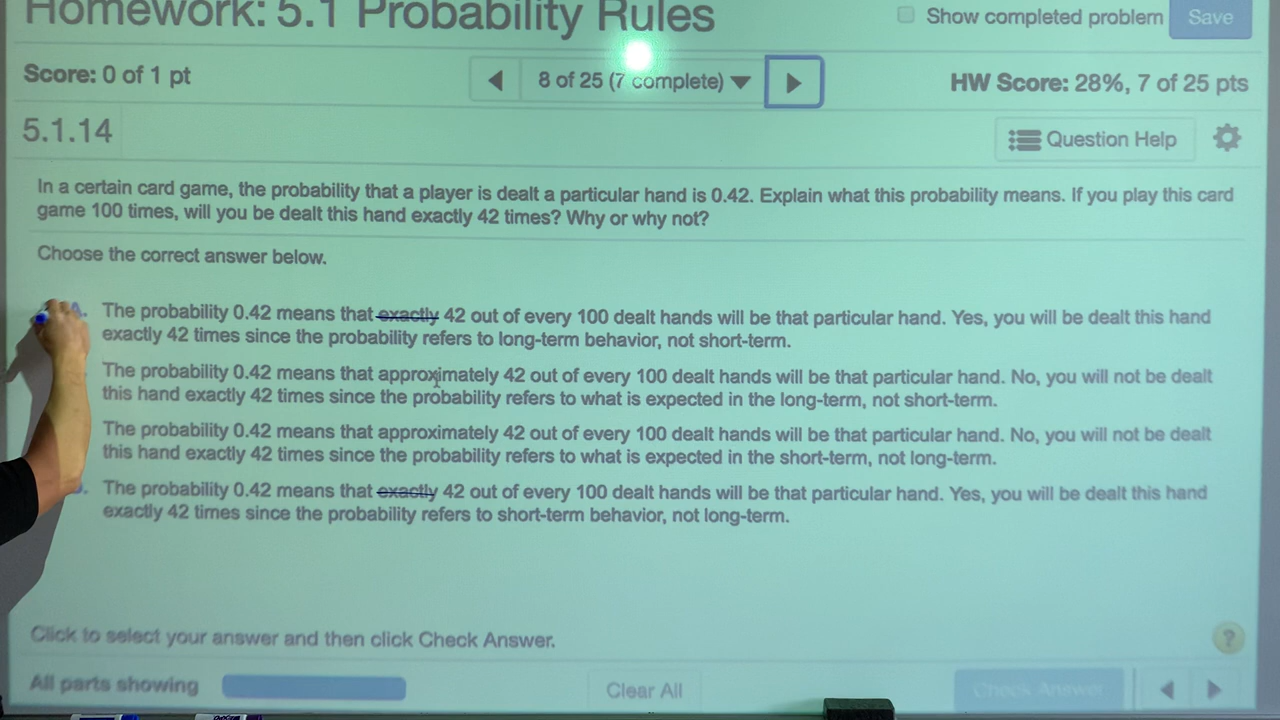 Homework: 5.1 Probability Rules
Show completed problem
Save
Score: 0 of 1 pt
8 of 25 (7 complete)
HW Score: 28%, 7 of 25 pts
5.1.14
Question Help
In a certain card game, the probability that a player is dealt a particular hand is 0.42. Explain what this probability means. If you play this card
game 100 times, will you be dealt this hand exactly 42 times? Why or why not?
Choose the correct answer below.
A. The probability 0.42 means that exactly 42 out of every 100 dealt hands will be that particular hand. Yes, you will be dealt this hand
exactly 42 times since the probability refers to long-term behavior, not short-term.
The probability 0.42 means that approximately 42 out of every 100 dealt hands will be that particular hand. No, you will not be dealt
this hand exactly 42 times since the probability refers to what is expected in the long-term, not short-term.
The probability 0.42 means that approximately 42 out of every 100 dealt hands will be that particular hand. No, you will not be dealt
this hand exactly 42 times since the probability refers to what is expected in the short-term, not long-term.
The probability 0.42 means that exactly 42 out of every 100 dealt hands will be that particular hand. Yes, you will be dealt this hand
exactly 42 times since the probability refers to short-term behavior, not long-term.
Click to select your answer and then click Check Answer.
?
All parts showing
Clear All
Check Answer